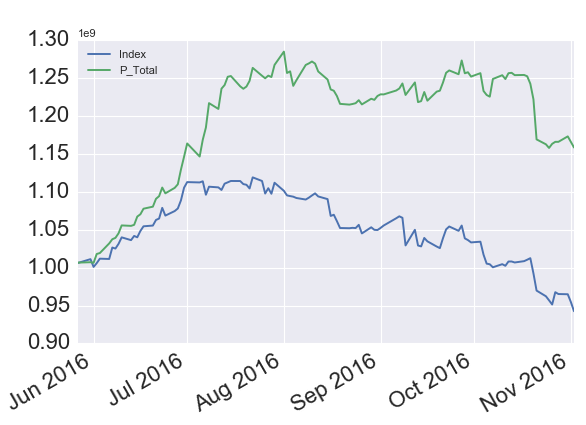 1e9
1.30
1.25
1.20
1.15
1.10
1.05
1.00
0.95
0.90
Index
P_Total
Jun 2016
Jul 2016
Aug 2016
Sep 2016
Oct 2016
Nov 2016